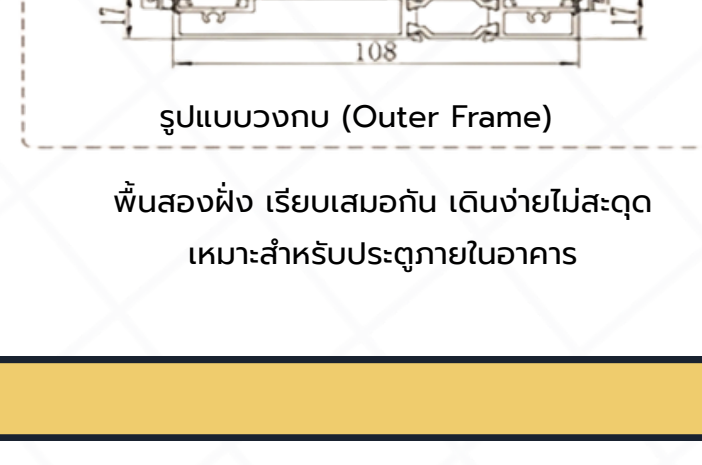 17
17
108
รูปแบบวงกบ (Outer Frame)
พื้นสองฝั่ง เรียบเสมอกัน เดินง่ายไม่สะดุด
เหมาะสำหรับประตูภายในอาคาร